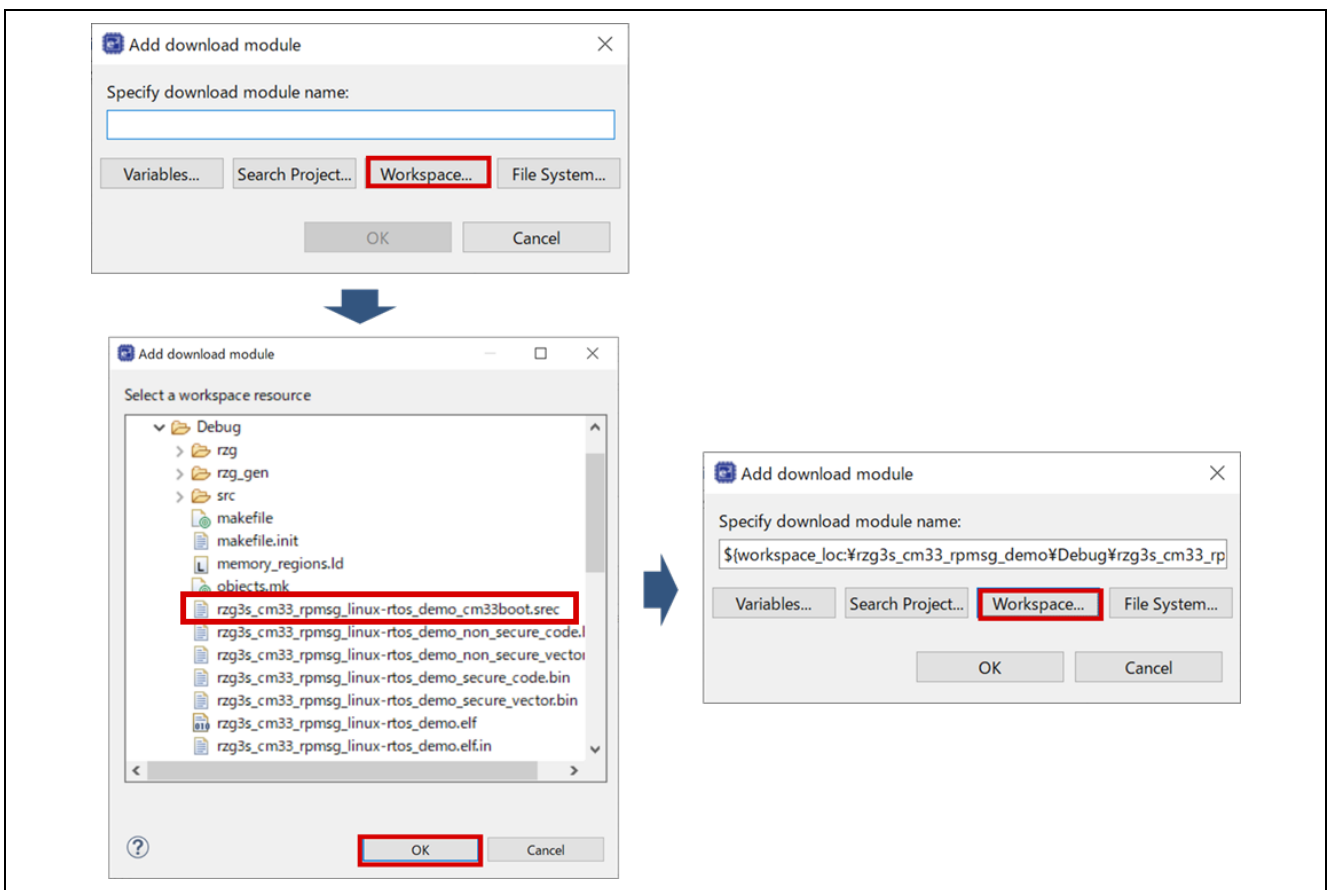 Add download module
Specify download module name:
Variables... Search Project... Workspace... File System...
OK Cancel
Add download module
Select a workspace resource
Debug
rzg
rzg_gen
src
makefile
makefile.init
memory_regions.ld
objects.mk
rzg3s_cm33_rpmsg_linux-rtos_demo_cm33boot.srec
rzg3s_cm33_rpmsg_linux-rtos_demo_non_secure_code.l
rzg3s_cm33_rpmsg_linux-rtos_demo_non_secure_vector
rzg3s_cm33_rpmsg_linux-rtos_demo_secure_code.bin
rzg3s_cm33_rpmsg_linux-rtos_demo_secure_vector.bin
rzg3s_cm33_rpmsg_linux-rtos_demo.elf
rzg3s_cm33_rpmsg_linux-rtos_demo.elf.in
OK Cancel
Add download module
Specify download module name:
${workspace_loc:¥rzg3s_cm33_rpmsg_demo¥Debug¥rzg3s_cm33_rp
Variables... Search Project... Workspace... File System...
OK Cancel